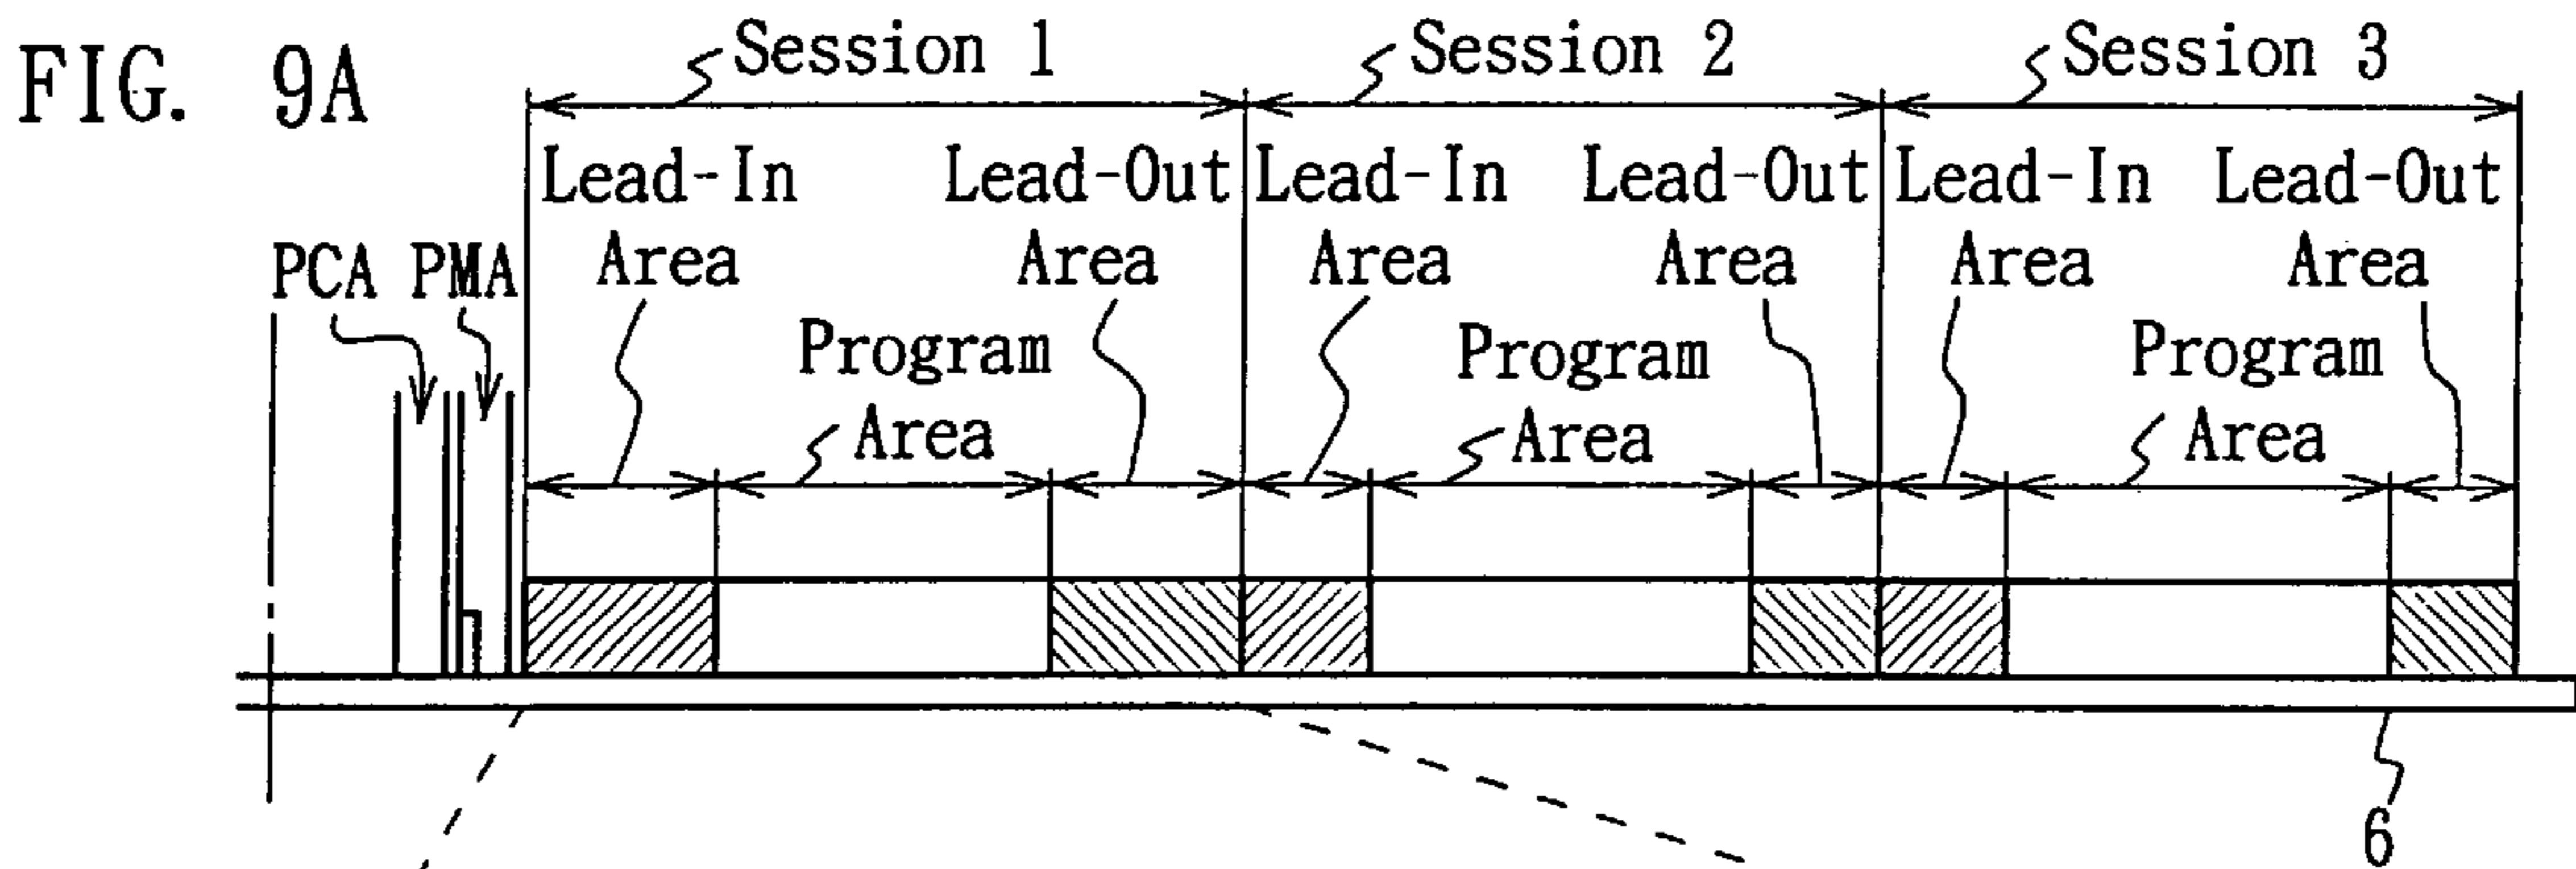 FIG. 9A
Session 1 Session 2 Session 3
Lead-In Lead-Out Lead-In Lead-Out Lead-In Lead-Out
PCA PMA Area Area Area Area Area Area
Program Program Program
Area Area Area
6